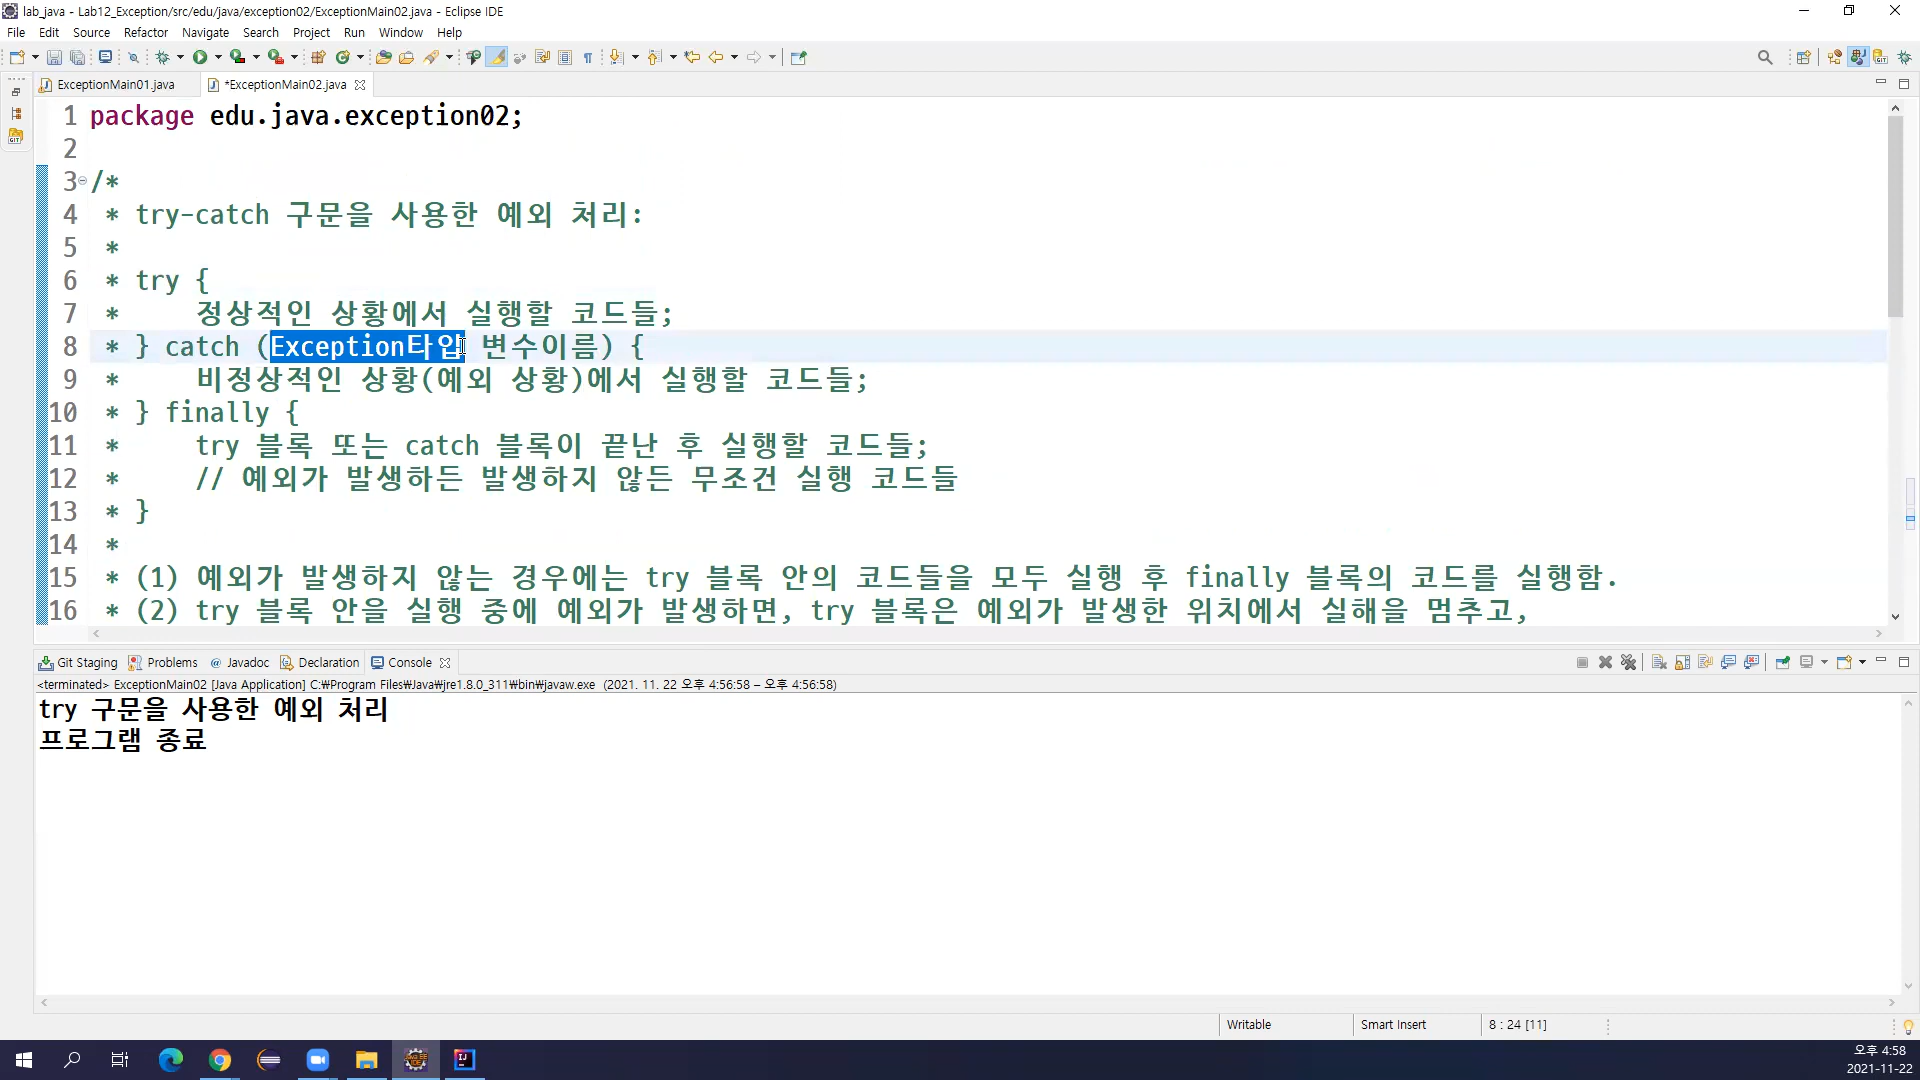 lab_java - Lab12_Exception/src/edu/java/exception02/ExceptionMain02.java - Eclipse IDE
File Edit Source Refactor Navigate Search Project Run Window Help
ExceptionMain01.java *ExceptionMain02.java
1 package edu.java.exception02;
2
3 /*
4 * try-catch 구문을 사용한 예외 처리:
5 *
6 * try {
7 * 정상적인 상황에서 실행할 코드들;
8 * } catch (Exception타입 변수이름) {
9 * 비정상적인 상황(예외 상황)에서 실행할 코드들;
10 * } finally {
11 * try 블록 또는 catch 블록이 끝난 후 실행할 코드들;
12 * // 예외가 발생하든 발생하지 않든 무조건 실행 코드들
13 * }
14 *
15 * (1) 예외가 발생하지 않는 경우에는 try 블록 안의 코드들을 모두 실행 후 finally 블록의 코드를 실행함.
16 * (2) try 블록 안을 실행 중에 예외가 발생하면, try 블록은 예외가 발생한 위치에서 실해을 멈추고,
Git Staging Problems @ Javadoc Declaration Console
<terminated> ExceptionMain02 [Java Application] C:₩Program Files₩Java₩jre1.8.0_311₩bin₩javaw.exe (2021. 11. 22 오후 4:56:58 – 오후 4:56:58)
try 구문을 사용한 예외 처리
프로그램 종료
Writable Smart Insert 8 : 24 [11]
오후 4:58
2021-11-22